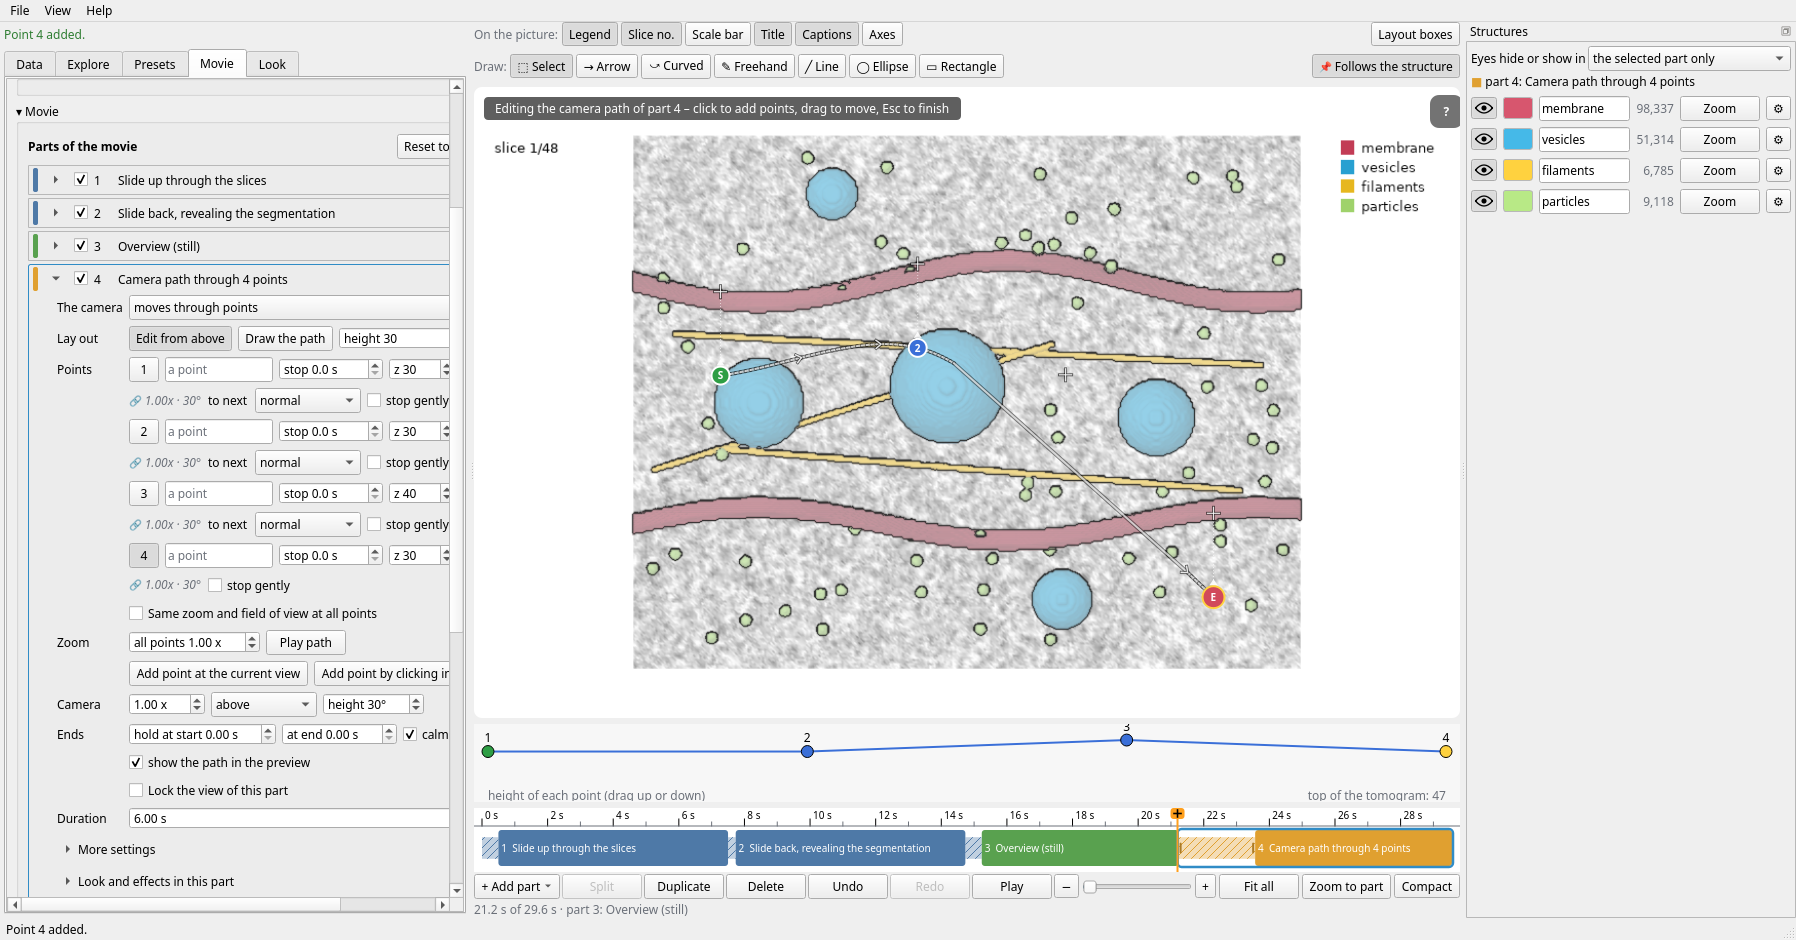 File View Help
Point 4 added.
Data Explore Presets Movie Look
Movie
Parts of the movie Reset to
1 Slide up through the slices
2 Slide back, revealing the segmentation
3 Overview (still)
4 Camera path through 4 points
The camera moves through points
Lay out Edit from above Draw the path height 30
Points 1 a point stop 0.0 s z 30
1.00x · 30° to next normal stop gently
2 a point stop 0.0 s z 30
1.00x · 30° to next normal stop gently
3 a point stop 0.0 s z 40
1.00x · 30° to next normal stop gently
4 a point stop 0.0 s z 30
1.00x · 30° stop gently
Same zoom and field of view at all points
Zoom all points 1.00 x Play path
Add point at the current view Add point by clicking in
Camera 1.00 x above height 30°
Ends hold at start 0.00 s at end 0.00 s calm
show the path in the preview
Lock the view of this part
Duration 6.00 s
More settings
Look and effects in this part
Point 4 added.
On the picture: Legend Slice no. Scale bar Title Captions Axes Layout boxes
Draw: Select Arrow Curved Freehand Line Ellipse Rectangle Follows the structure
Editing the camera path of part 4 – click to add points, drag to move, Esc to finish ?
slice 1/48
membrane
vesicles
filaments
particles
S 2 E
1 2 3 4
height of each point (drag up or down) top of the tomogram: 47
0 s 2 s 4 s 6 s 8 s 10 s 12 s 14 s 16 s 18 s 20 s 22 s 24 s 26 s 28 s
1 Slide up through the slices 2 Slide back, revealing the segmentation 3 Overview (still) 4 Camera path through 4 points
+ Add part Split Duplicate Delete Undo Redo Play – + Fit all Zoom to part Compact
21.2 s of 29.6 s · part 3: Overview (still)
Structures
Eyes hide or show in the selected part only
part 4: Camera path through 4 points
membrane 98,337 Zoom
vesicles 51,314 Zoom
filaments 6,785 Zoom
particles 9,118 Zoom